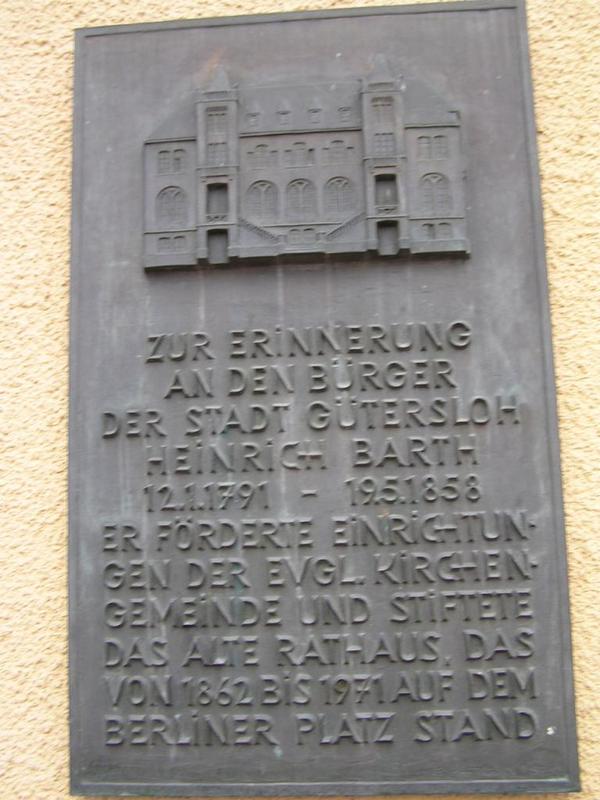 ZUR ERINNERUNG
AN DEN BÜRGER
DER STADT GÜTERSLOH
HEINRICH BARTH
12.1.1791 - 19.5.1858
ER FÖRDERTE EINRICHTUN-
GEN DER EVGL. KIRCHEN-
GEMEINDE UND STIFTETE
DAS ALTE RATHAUS, DAS
VON 1862 BIS 1971 AUF DEM
BERLINER PLATZ STAND